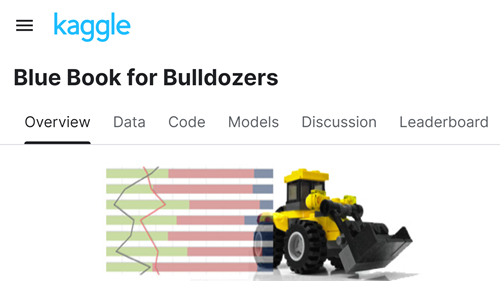 kaggle
Blue Book for Bulldozers
Overview Data Code Models Discussion Leaderboard